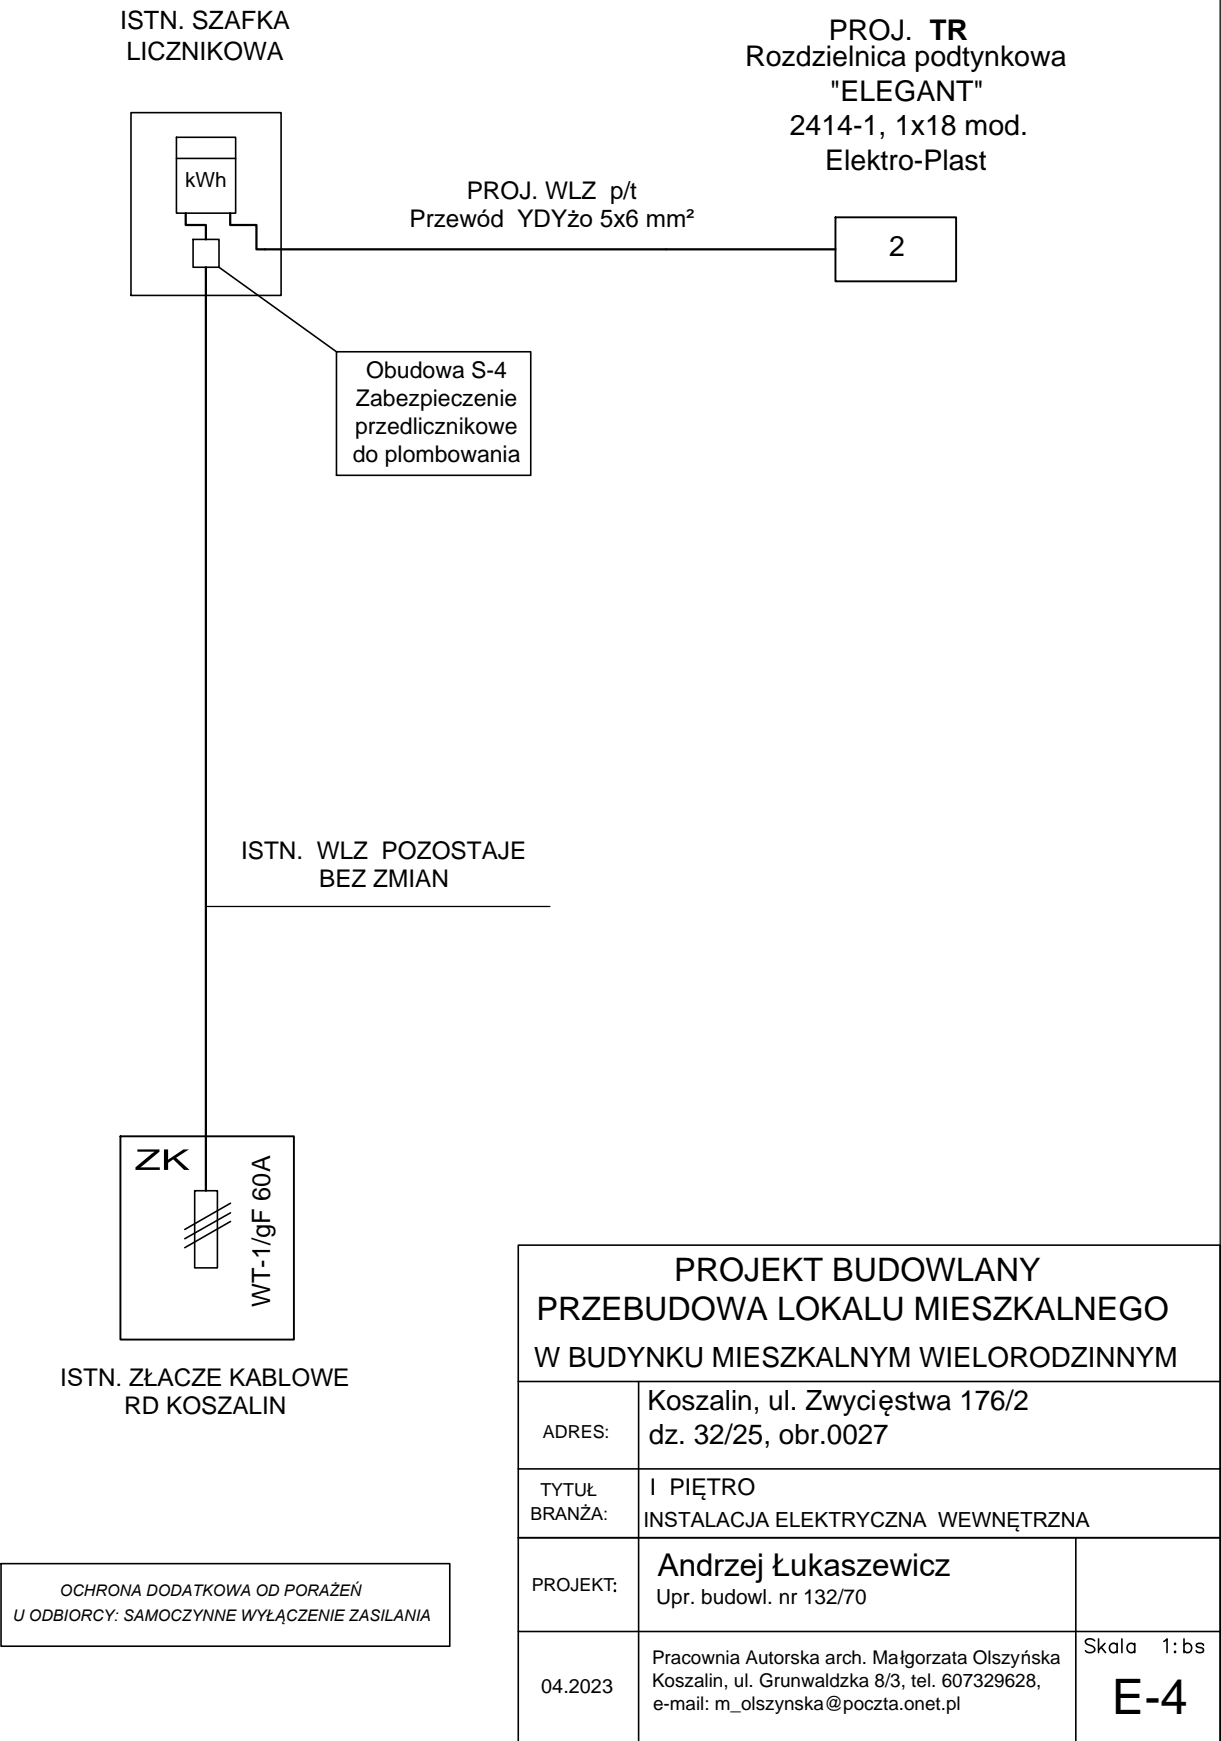 ISTN. SZAFKA
LICZNIKOWA
PROJ. TR
Rozdzielnica podtynkowa
"ELEGANT"
2414-1, 1x18 mod.
Elektro-Plast
kWh
PROJ. WLZ p/t
Przewód YDYżo 5x6 mm²
2
Obudowa S-4
Zabezpieczenie
przedlicznikowe
do plombowania
ISTN. WLZ POZOSTAJE
BEZ ZMIAN
ZK
WT-1/gF 60A
ISTN. ZŁACZE KABLOWE
RD KOSZALIN
OCHRONA DODATKOWA OD PORAŻEŃ
U ODBIORCY: SAMOCZYNNE WYŁĄCZENIE ZASILANIA
PROJEKT BUDOWLANY
PRZEBUDOWA LOKALU MIESZKALNEGO
W BUDYNKU MIESZKALNYM WIELORODZINNYM
ADRES:
Koszalin, ul. Zwycięstwa 176/2
dz. 32/25, obr.0027
TYTUŁ
BRANŻA:
I PIĘTRO
INSTALACJA ELEKTRYCZNA WEWNĘTRZNA
PROJEKT:
Andrzej Łukaszewicz
Upr. budowl. nr 132/70
04.2023
Pracownia Autorska arch. Małgorzata Olszyńska
Koszalin, ul. Grunwaldzka 8/3, tel. 607329628,
e-mail: m_olszynska@poczta.onet.pl
Skala 1:bs
E-4